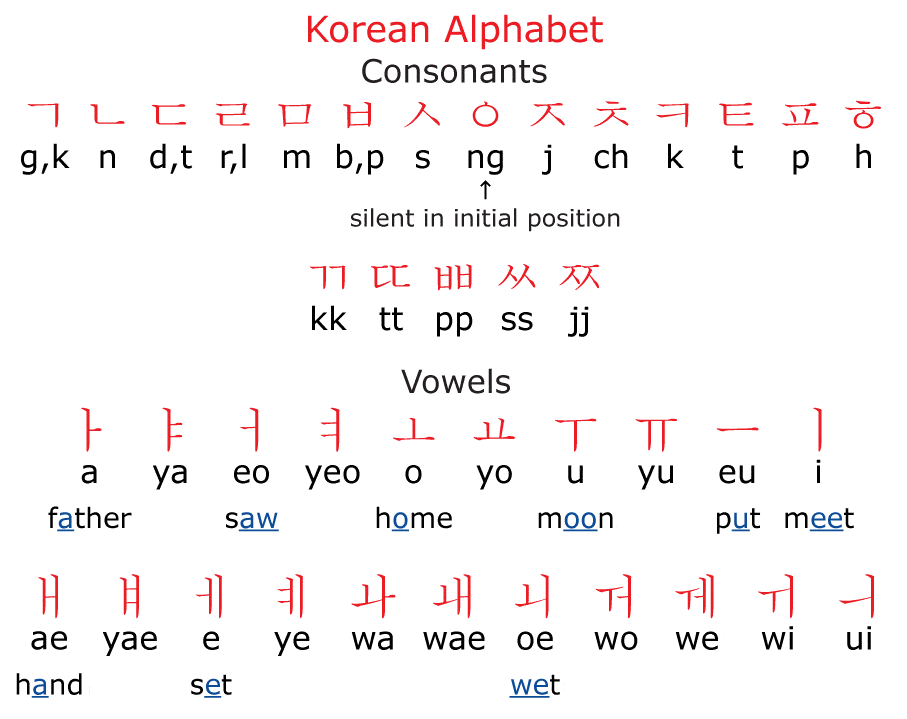 Korean Alphabet
Consonants
ㄱ ㄴ ㄷ ㄹ ㅁ ㅂ ㅅ ㅇ ㅈ ㅊ ㅋ ㅌ ㅍ ㅎ
g,k n d,t r,l m b,p s ng j ch k t p h
↑
silent in initial position
ㄲ ㄸ ㅃ ㅆ ㅉ
kk tt pp ss jj
Vowels
ㅏ ㅑ ㅓ ㅕ ㅗ ㅛ ㅜ ㅠ ㅡ ㅣ
a ya eo yeo o yo u yu eu i
father saw home moon put meet
ㅐ ㅒ ㅔ ㅖ ㅘ ㅙ ㅚ ㅝ ㅞ ㅟ ㅢ
ae yae e ye wa wae oe wo we wi ui
hand set wet